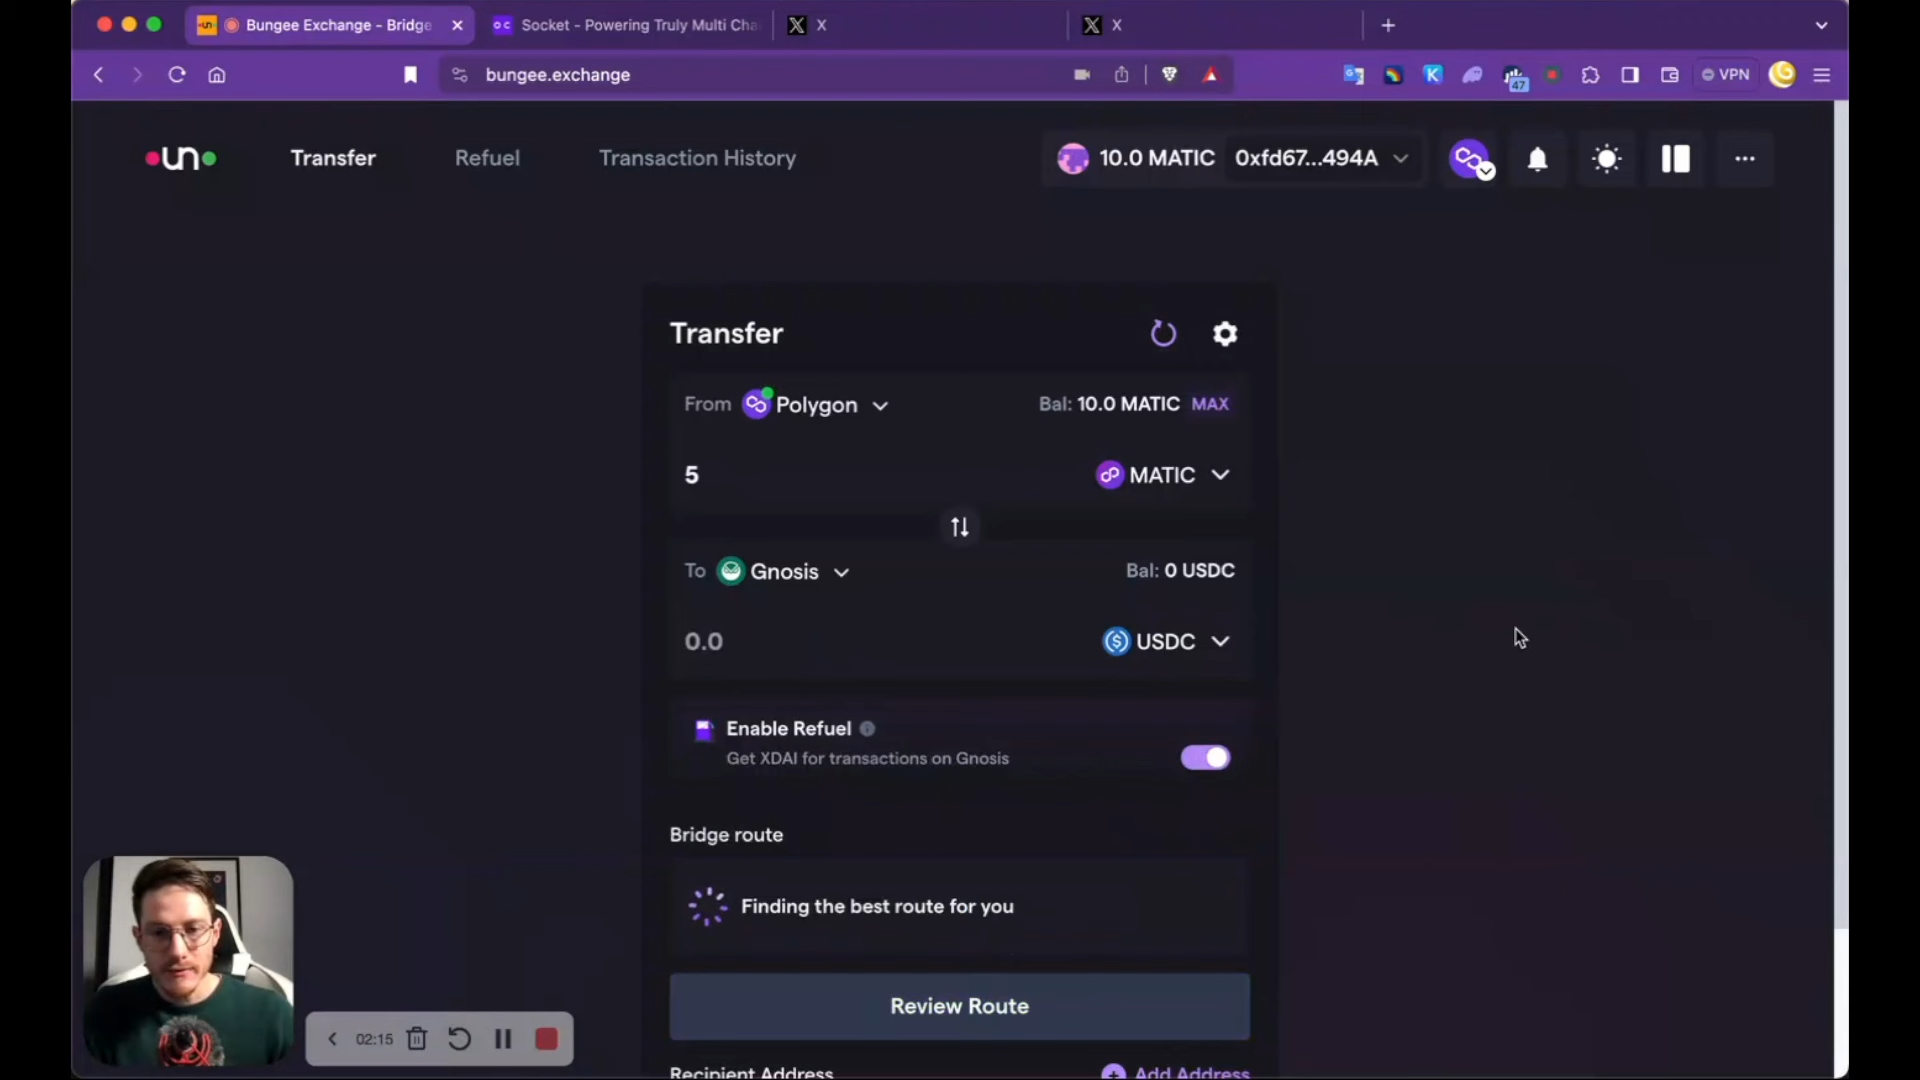 Bungee Exchange - Bridge
Socket - Powering Truly Multi Cha
X
X
bungee.exchange
47
VPN
un
Transfer
Refuel
Transaction History
10.0 MATIC
0xfd67...494A
Transfer
From
Polygon
Bal: 10.0 MATIC MAX
5
MATIC
To
Gnosis
Bal: 0 USDC
0.0
USDC
Enable Refuel
Get XDAI for transactions on Gnosis
Bridge route
Finding the best route for you
Review Route
Recipient Address
Add Address
02:15